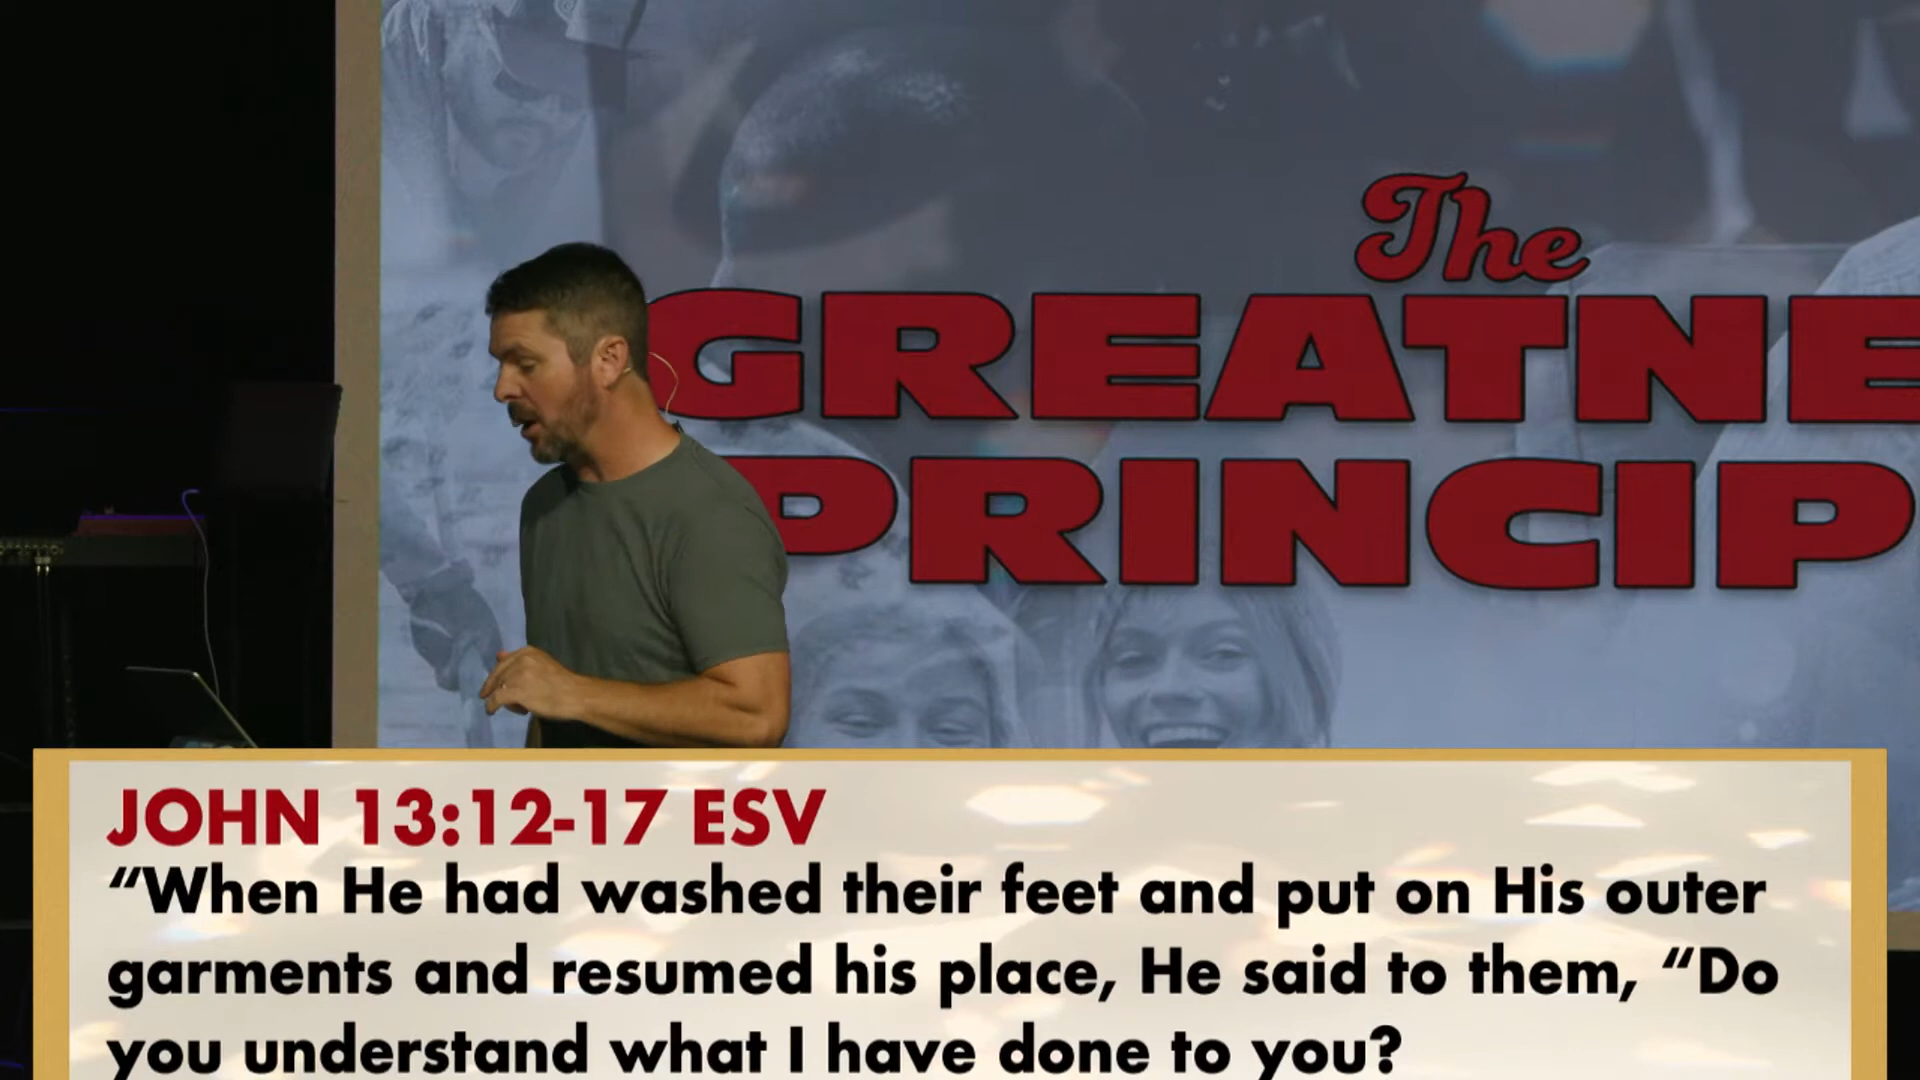 The
GREATNE
PRINCIP
JOHN 13:12-17 ESV
“When He had washed their feet and put on His outer
garments and resumed his place, He said to them, “Do
you understand what I have done to you?